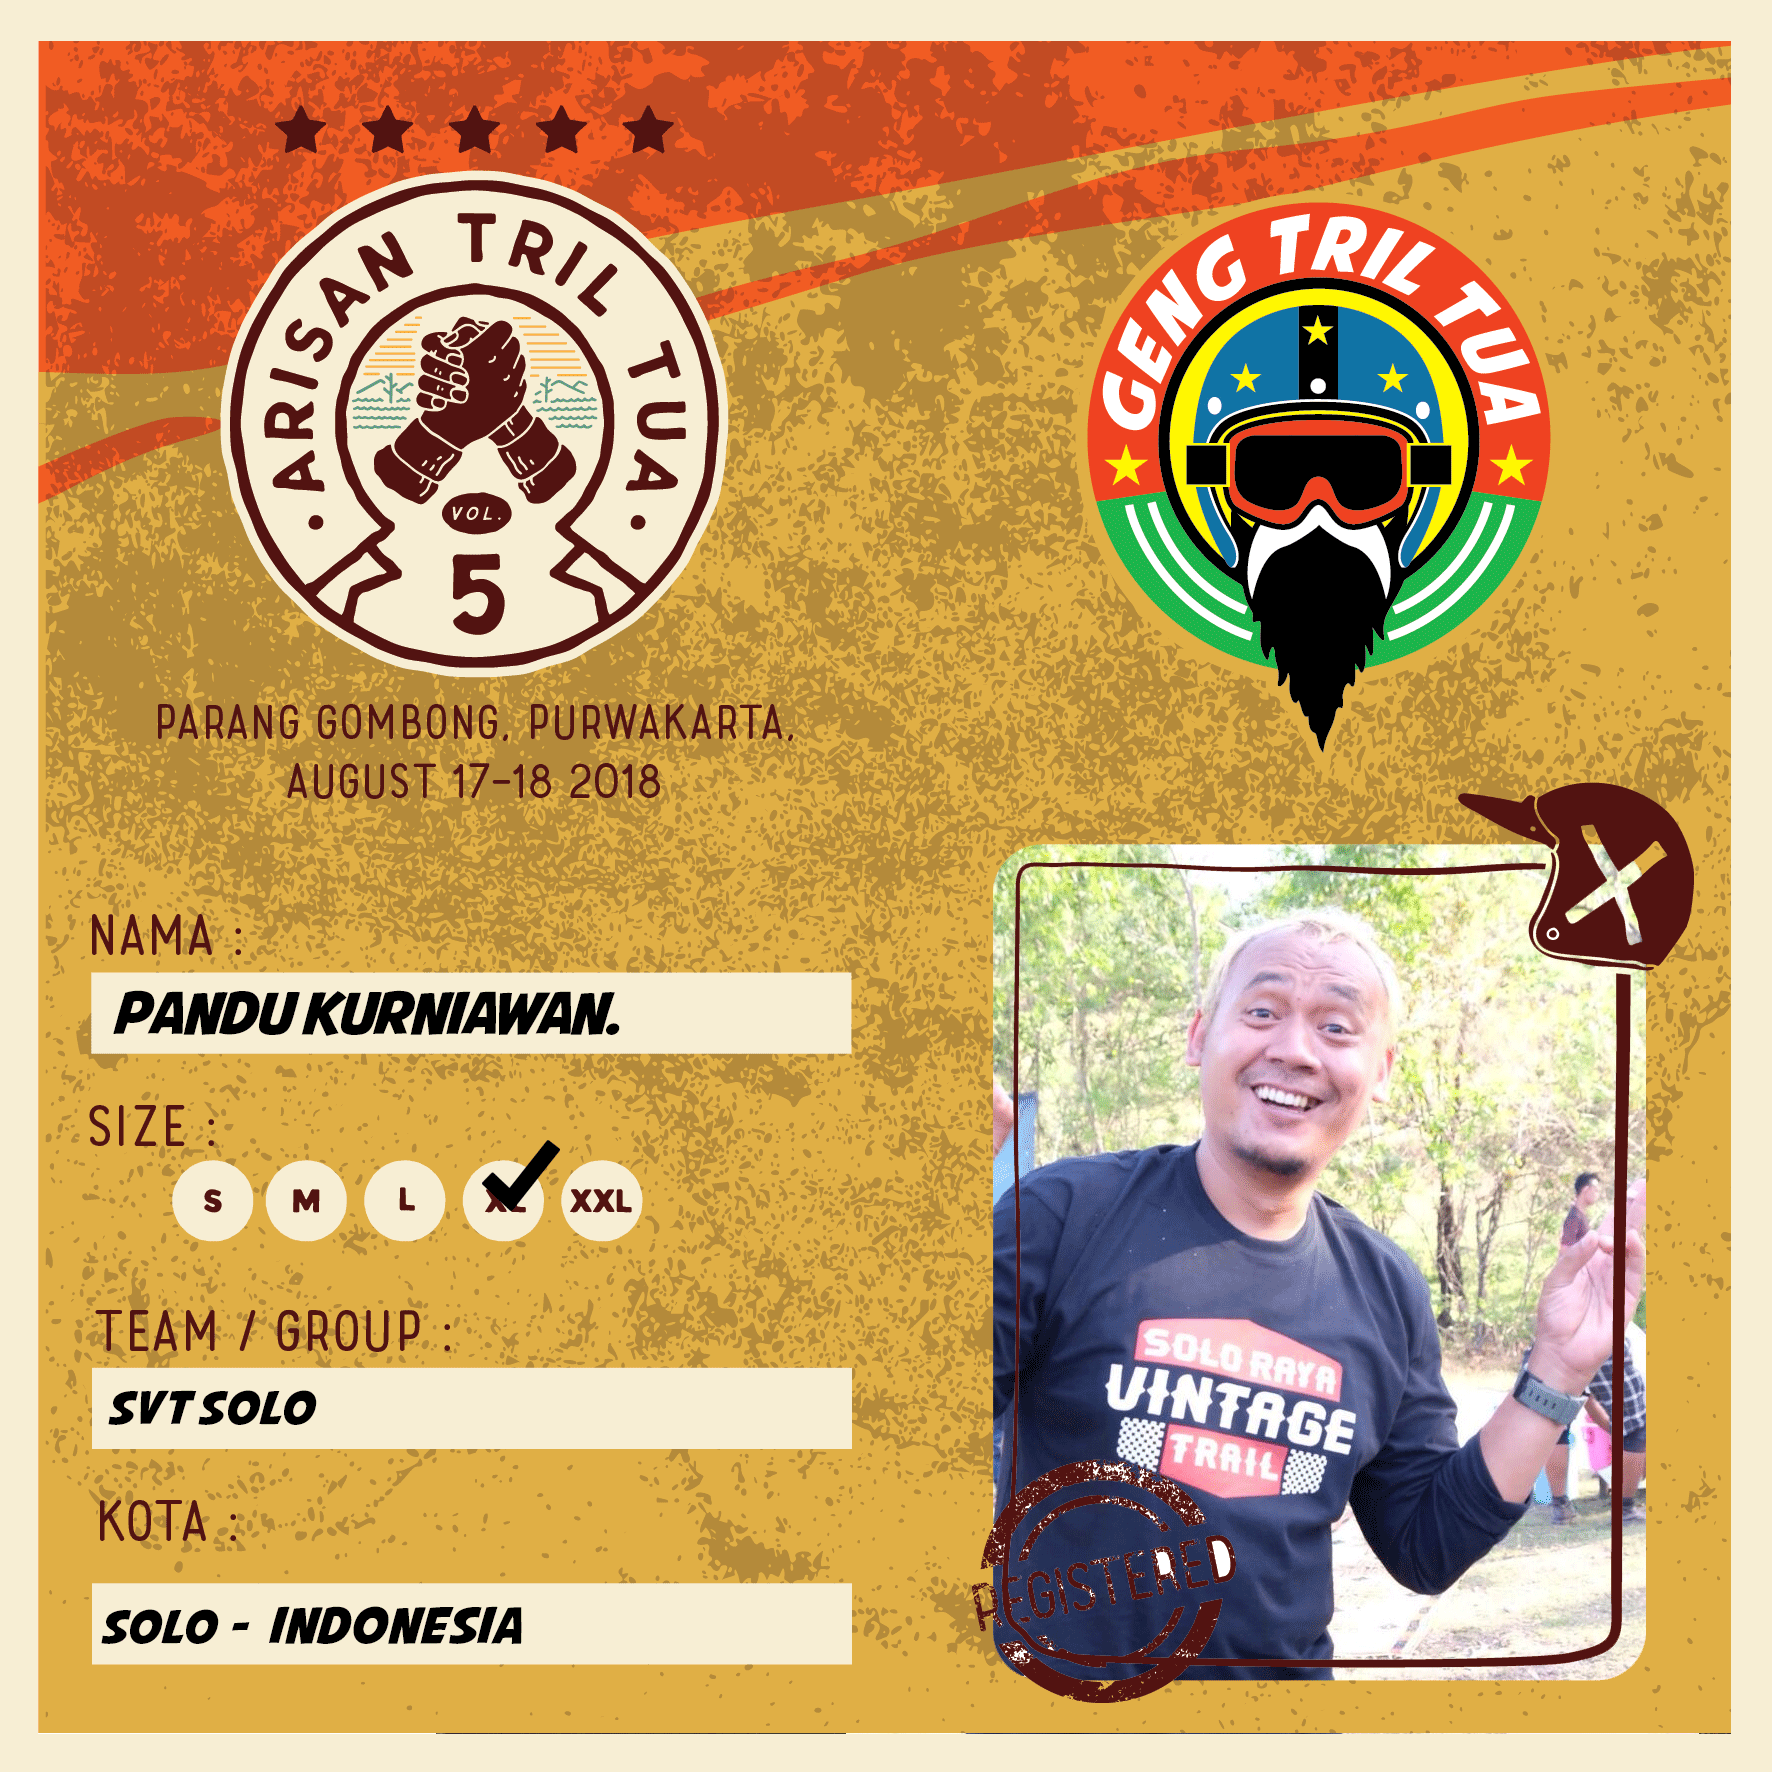 ARISAN TRIL TUA
VOL.
5
GENG TRIL TUA
PARANG GOMBONG, PURWAKARTA,
AUGUST 17-18 2018
NAMA :
PANDU KURNIAWAN.
SIZE :
S M L XL XXL
TEAM / GROUP :
SVT SOLO
KOTA :
SOLO - INDONESIA
SOLO RAYA
VINTAGE
TRAIL
REGISTERED